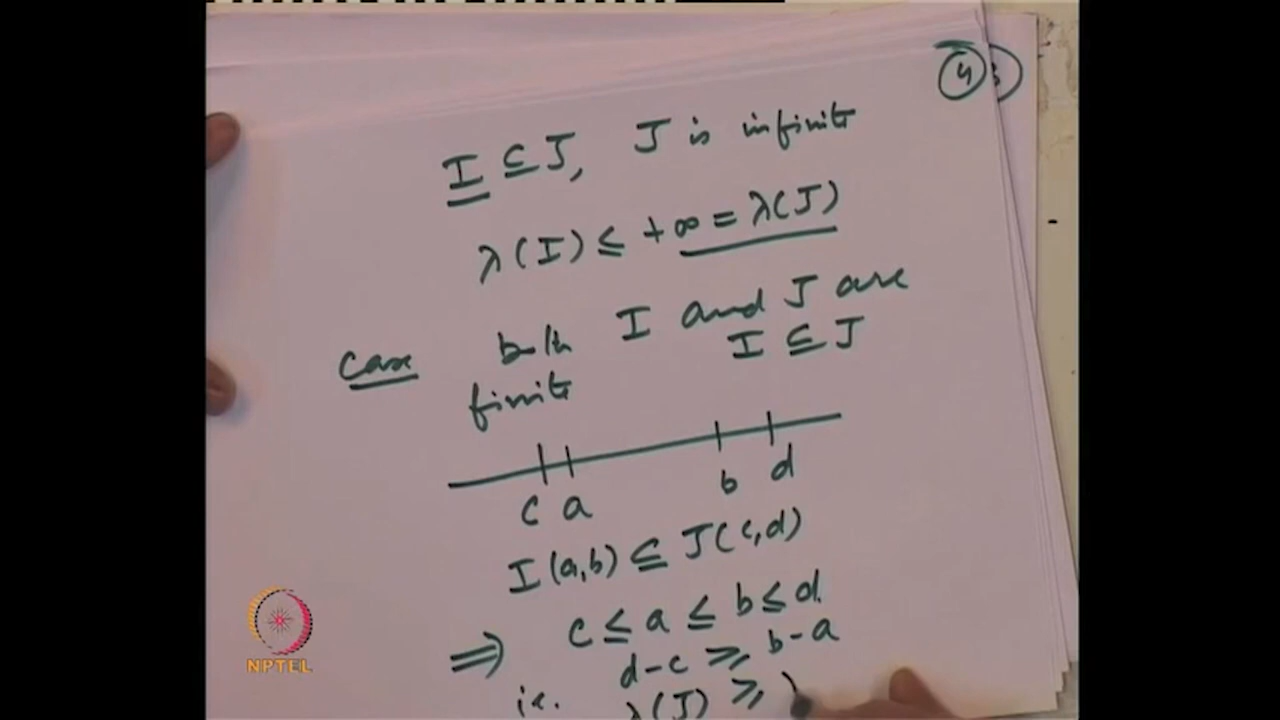 4
I ⊆ J, J is infinite
λ(I) ≤ +∞ = λ(J)
Case both I and J are
finite I ⊆ J
c a b d
I(a,b) ⊆ J(c,d)
⇒ c ≤ a ≤ b ≤ d.
d-c ≥ b-a
i.e. λ(J) ≥
NPTEL